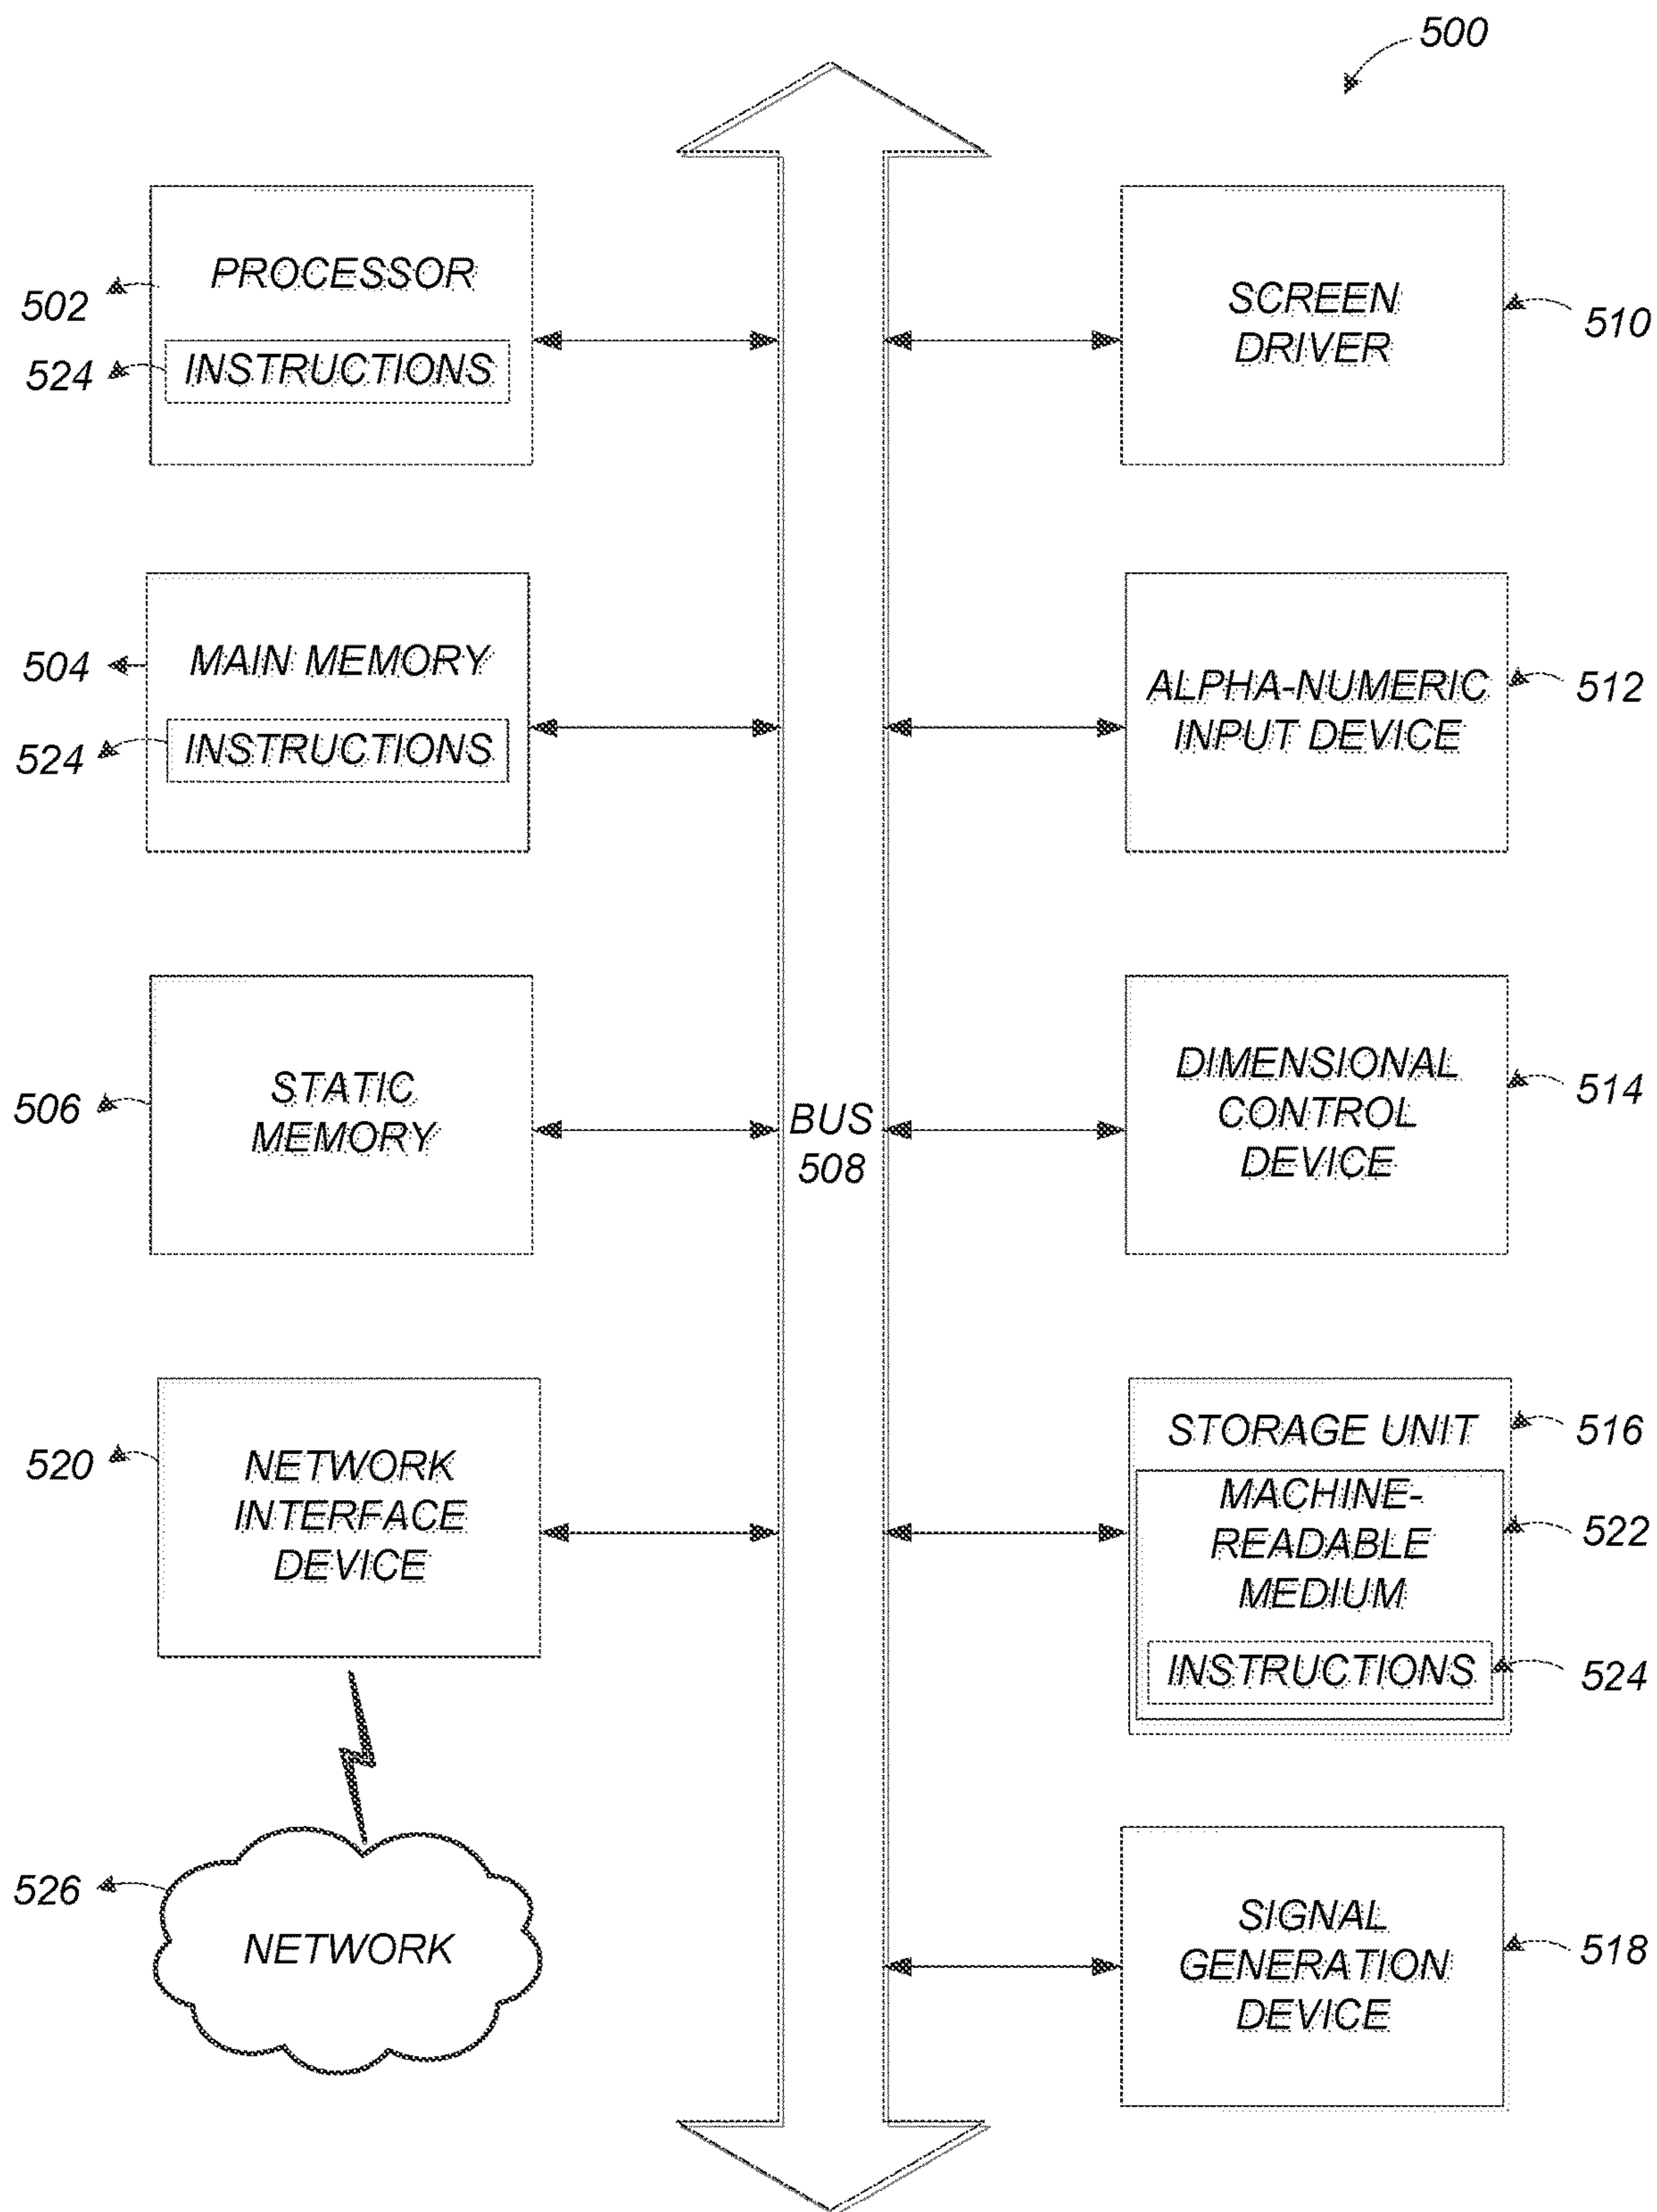 500
PROCESSOR
502
524
INSTRUCTIONS
SCREEN
DRIVER
510
504
MAIN MEMORY
524
INSTRUCTIONS
ALPHA-NUMERIC
INPUT DEVICE
512
506
STATIC
MEMORY
BUS
508
DIMENSIONAL
CONTROL
DEVICE
514
520
NETWORK
INTERFACE
DEVICE
STORAGE UNIT
516
MACHINE-
READABLE
MEDIUM
522
INSTRUCTIONS
524
526
NETWORK
SIGNAL
GENERATION
DEVICE
518